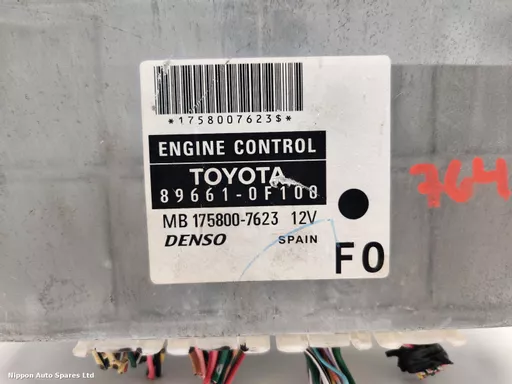 *1758007623$*
ENGINE CONTROL
TOYOTA
89661-0F100
MB 175800-7623 12V
DENSO SPAIN
F0
764
Nippon Auto Spares Ltd